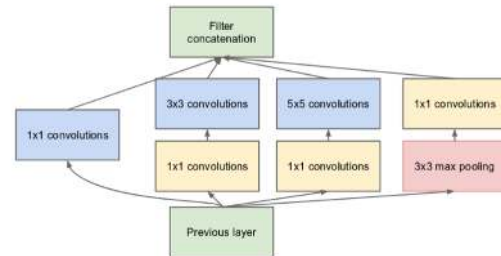 Filter
concatenation
3x3 convolutions
5x5 convolutions
1x1 convolutions
1x1 convolutions
1x1 convolutions
1x1 convolutions
3x3 max pooling
Previous layer